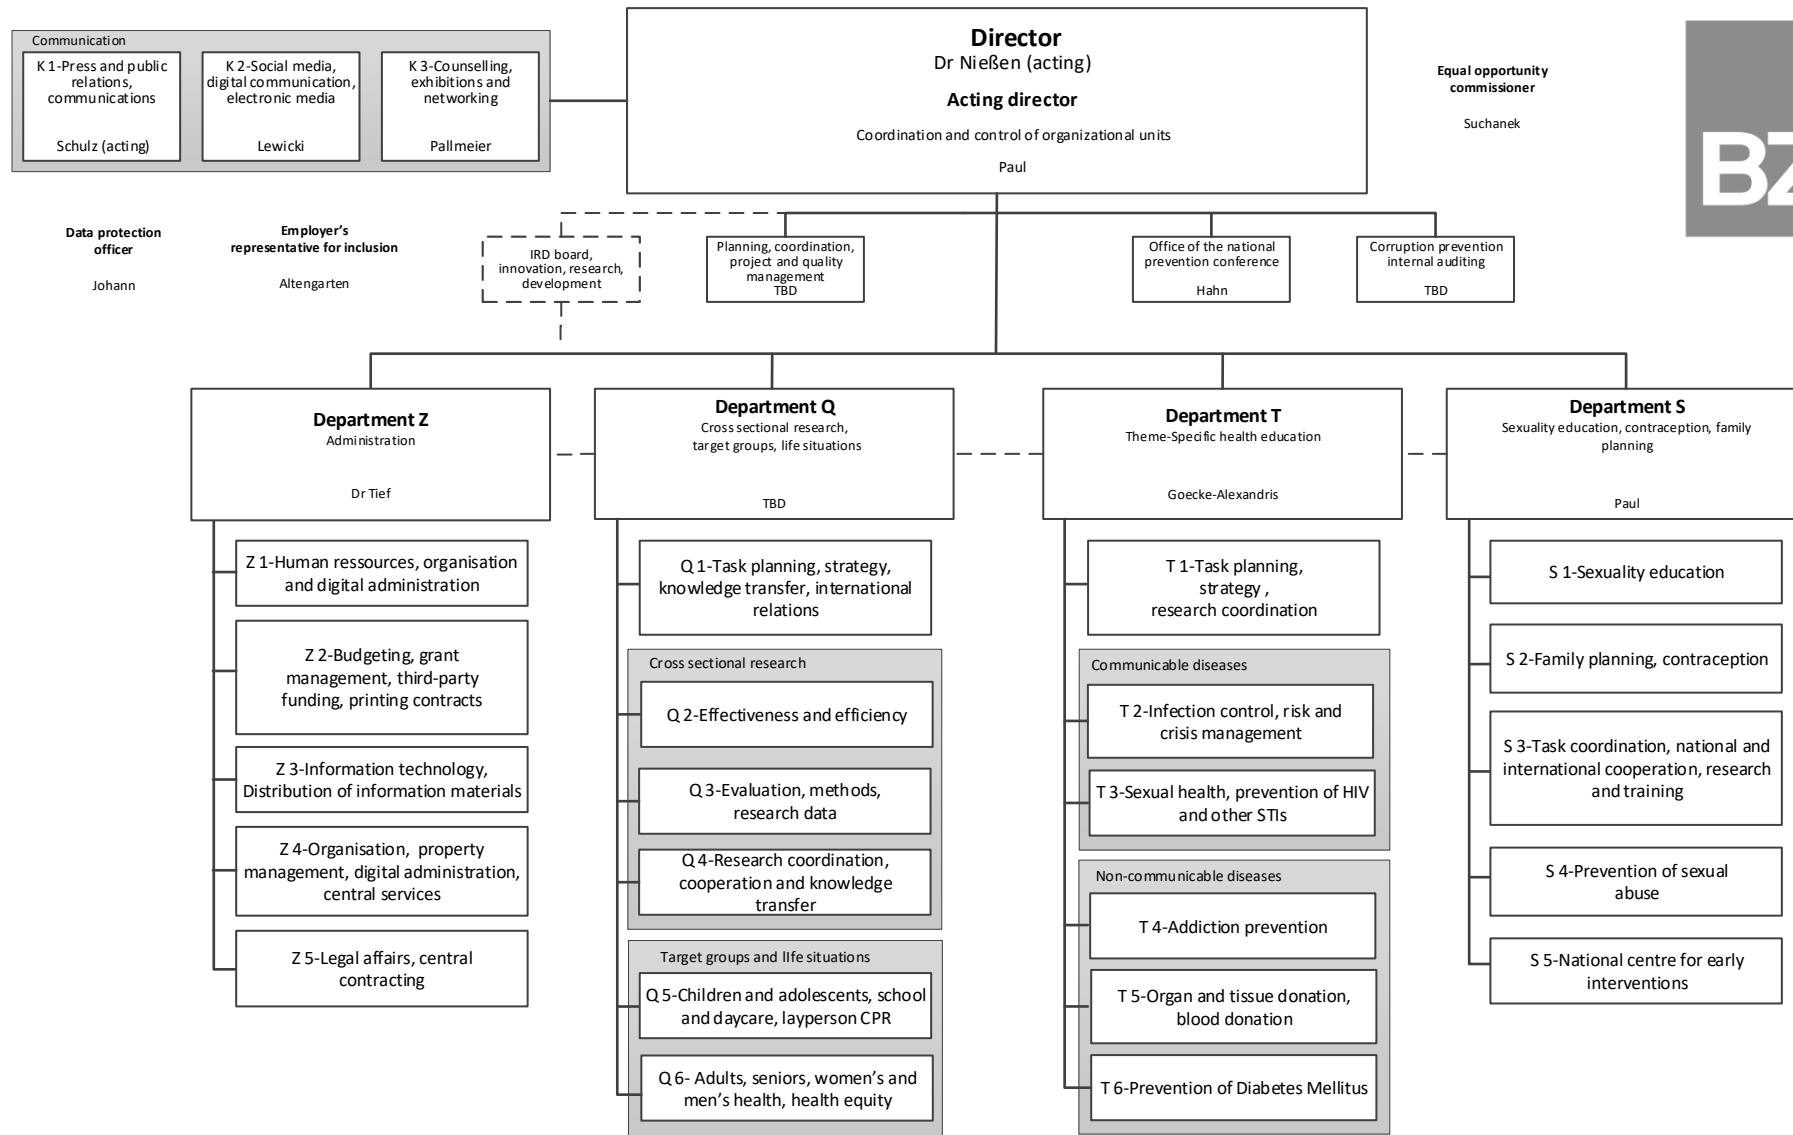 Communication
K 1-Press and public
relations,
communications
Schulz (acting)
K 2-Social media,
digital communication,
electronic media
Lewicki
K 3-Counselling,
exhibitions and
networking
Pallmeier
Director
Dr Nießen (acting)
Acting director
Coordination and control of organizational units
Paul
Equal opportunity
commissioner
Suchanek
BZ
Data protection
officer
Johann
Employer's
representative for inclusion
Altengarten
IRD board,
innovation, research,
development
Planning, coordination,
project and quality
management
TBD
Office of the national
prevention conference
Hahn
Corruption prevention
internal auditing
TBD
Department Z
Administration
Dr Tief
Department Q
Cross sectional research,
target groups, life situations
TBD
Department T
Theme-Specific health education
Goecke-Alexandris
Department S
Sexuality education, contraception, family
planning
Paul
Z 1-Human ressources, organisation
and digital administration
Z 2-Budgeting, grant
management, third-party
funding, printing contracts
Z 3-Information technology,
Distribution of information materials
Z 4-Organisation, property
management, digital administration,
central services
Z 5-Legal affairs, central
contracting
Q 1-Task planning, strategy,
knowledge transfer, international
relations
Cross sectional research
Q 2-Effectiveness and efficiency
Q 3-Evaluation, methods,
research data
Q 4-Research coordination,
cooperation and knowledge
transfer
Target groups and lIfe situations
Q 5-Children and adolescents, school
and daycare, layperson CPR
Q 6- Adults, seniors, women's and
men's health, health equity
T 1-Task planning,
strategy ,
research coordination
Communicable diseases
T 2-Infection control, risk and
crisis management
T 3-Sexual health, prevention of HIV
and other STIs
Non-communicable diseases
T 4-Addiction prevention
T 5-Organ and tissue donation,
blood donation
T 6-Prevention of Diabetes Mellitus
S 1-Sexuality education
S 2-Family planning, contraception
S 3-Task coordination, national and
international cooperation, research
and training
S 4-Prevention of sexual
abuse
S 5-National centre for early
interventions